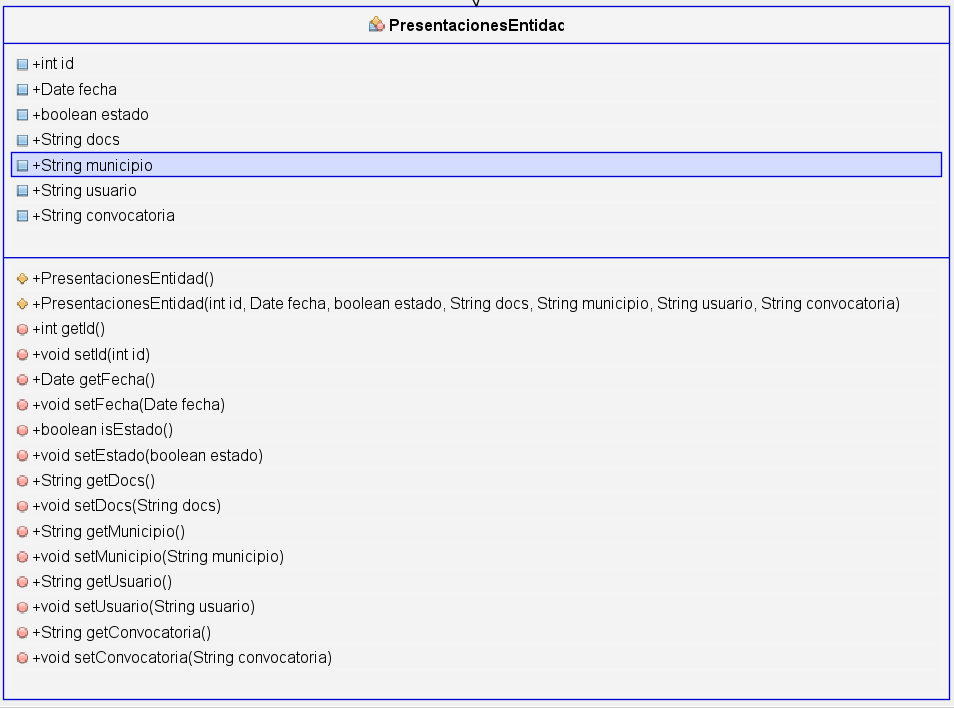 PresentacionesEntidad
+int id
+Date fecha
+boolean estado
+String docs
+String municipio
+String usuario
+String convocatoria
+PresentacionesEntidad()
+PresentacionesEntidad(int id, Date fecha, boolean estado, String docs, String municipio, String usuario, String convocatoria)
+int getId()
+void setId(int id)
+Date getFecha()
+void setFecha(Date fecha)
+boolean isEstado()
+void setEstado(boolean estado)
+String getDocs()
+void setDocs(String docs)
+String getMunicipio()
+void setMunicipio(String municipio)
+String getUsuario()
+void setUsuario(String usuario)
+String getConvocatoria()
+void setConvocatoria(String convocatoria)